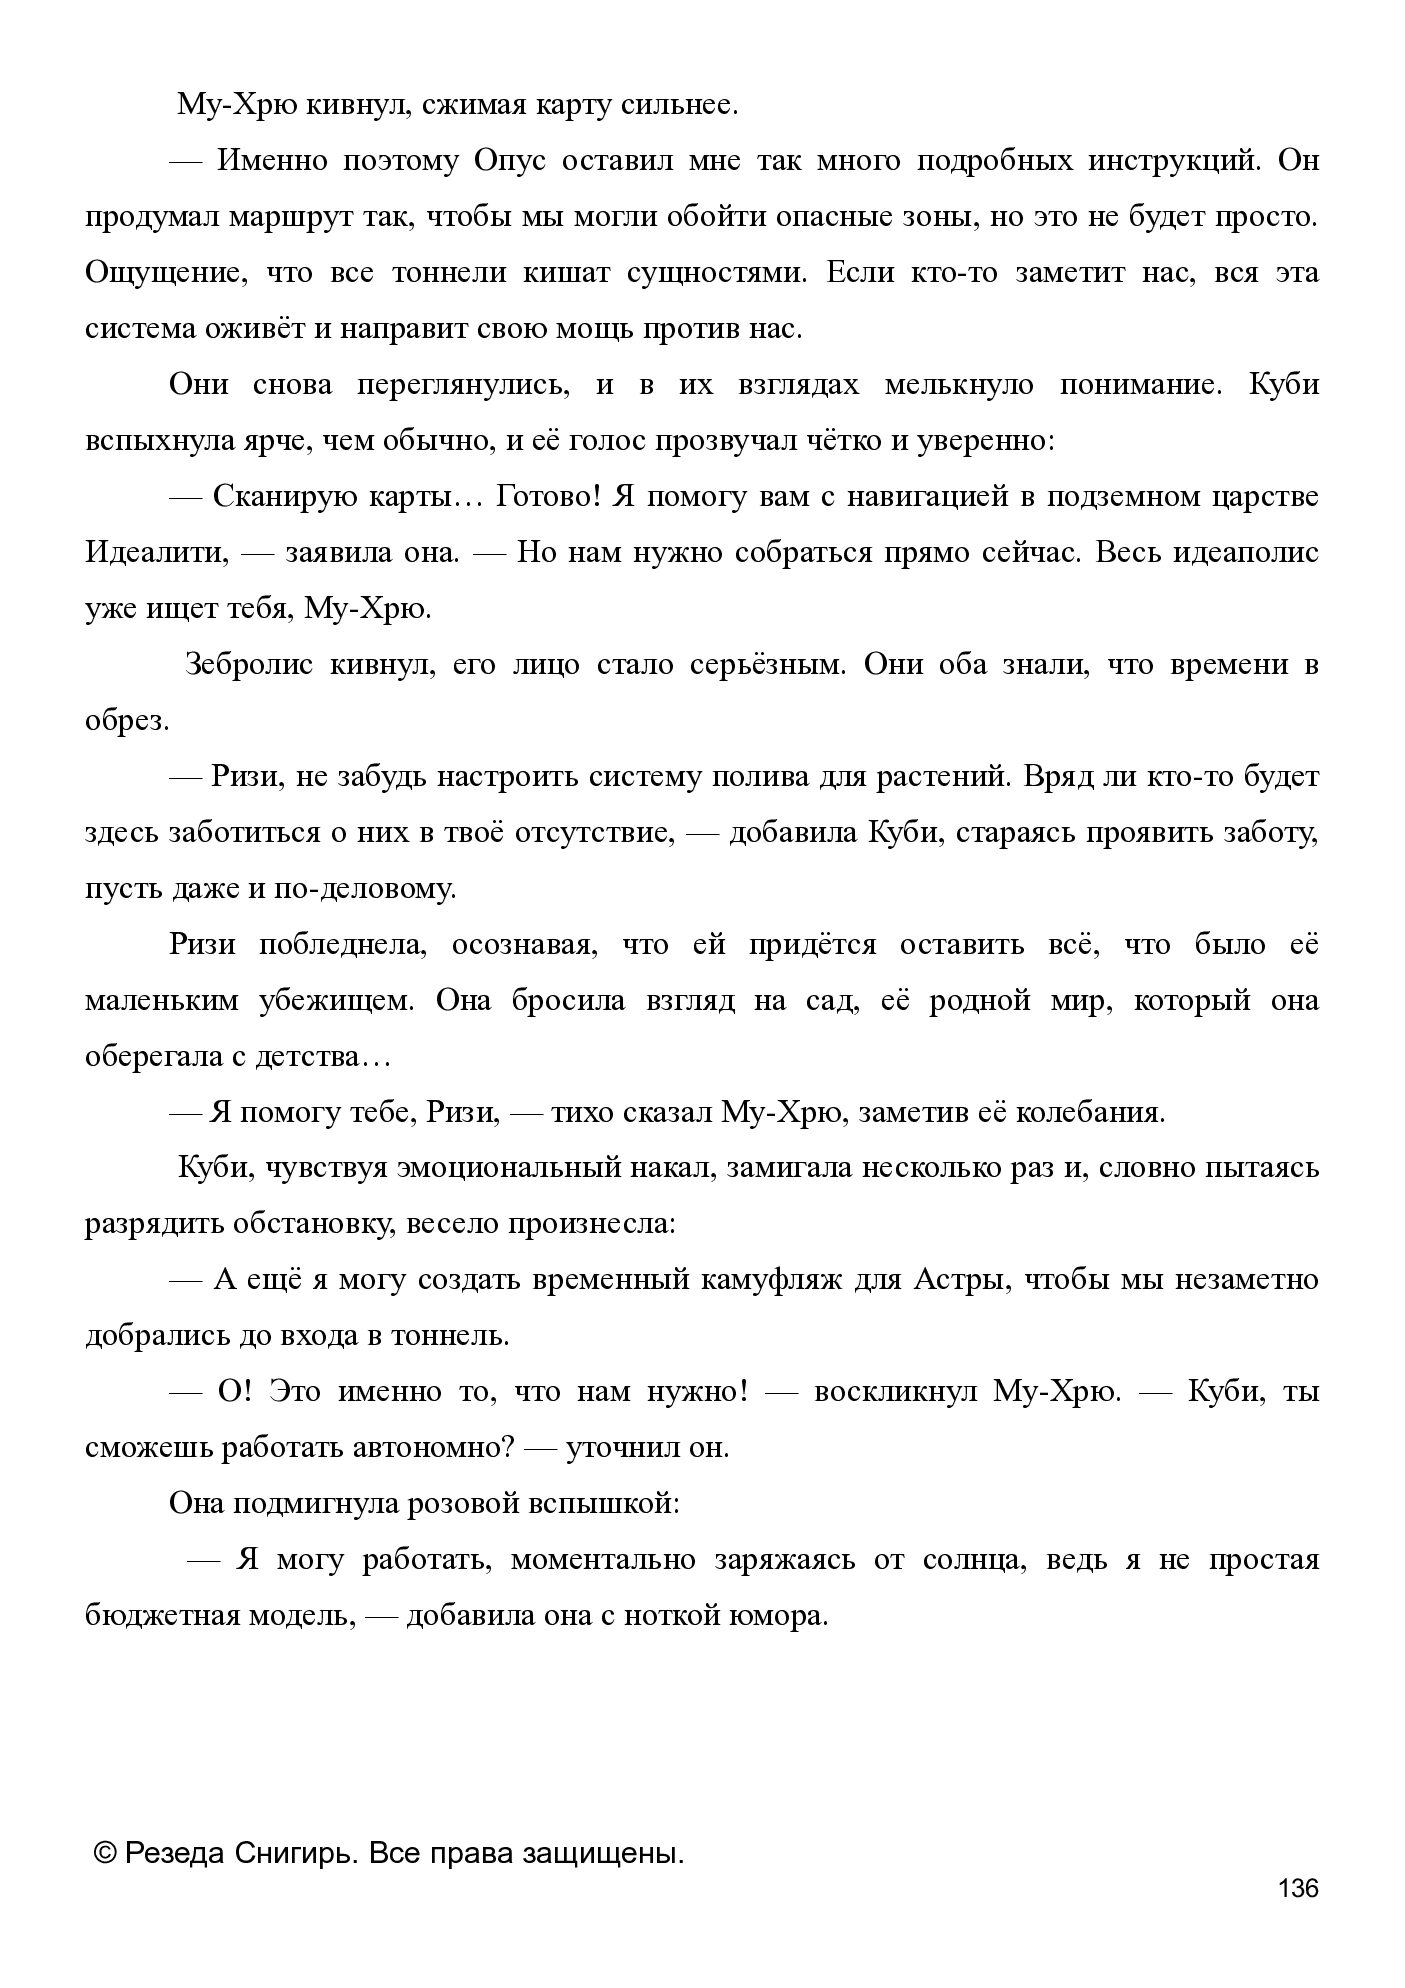 Му-Хрю кивнул, сжимая карту сильнее.
— Именно поэтому Опус оставил мне так много подробных инструкций. Он
продумал маршрут так, чтобы мы могли обойти опасные зоны, но это не будет просто.
Ощущение, что все тоннели кишат сущностями. Если кто-то заметит нас, вся эта
система оживёт и направит свою мощь против нас.
Они снова переглянулись, и в их взглядах мелькнуло понимание. Куби
вспыхнула ярче, чем обычно, и её голос прозвучал чётко и уверенно:
— Сканирую карты… Готово! Я помогу вам с навигацией в подземном царстве
Идеалити, — заявила она. — Но нам нужно собраться прямо сейчас. Весь идеаполис
уже ищет тебя, Му-Хрю.
Зебролис кивнул, его лицо стало серьёзным. Они оба знали, что времени в
обрез.
— Ризи, не забудь настроить систему полива для растений. Вряд ли кто-то будет
здесь заботиться о них в твоё отсутствие, — добавила Куби, стараясь проявить заботу,
пусть даже и по-деловому.
Ризи побледнела, осознавая, что ей придётся оставить всё, что было её
маленьким убежищем. Она бросила взгляд на сад, её родной мир, который она
оберегала с детства…
— Я помогу тебе, Ризи, — тихо сказал Му-Хрю, заметив её колебания.
Куби, чувствуя эмоциональный накал, замигала несколько раз и, словно пытаясь
разрядить обстановку, весело произнесла:
— А ещё я могу создать временный камуфляж для Астры, чтобы мы незаметно
добрались до входа в тоннель.
— О! Это именно то, что нам нужно! — воскликнул Му-Хрю. — Куби, ты
сможешь работать автономно? — уточнил он.
Она подмигнула розовой вспышкой:
— Я могу работать, моментально заряжаясь от солнца, ведь я не простая
бюджетная модель, — добавила она с ноткой юмора.
© Резеда Снигирь. Все права защищены.
136